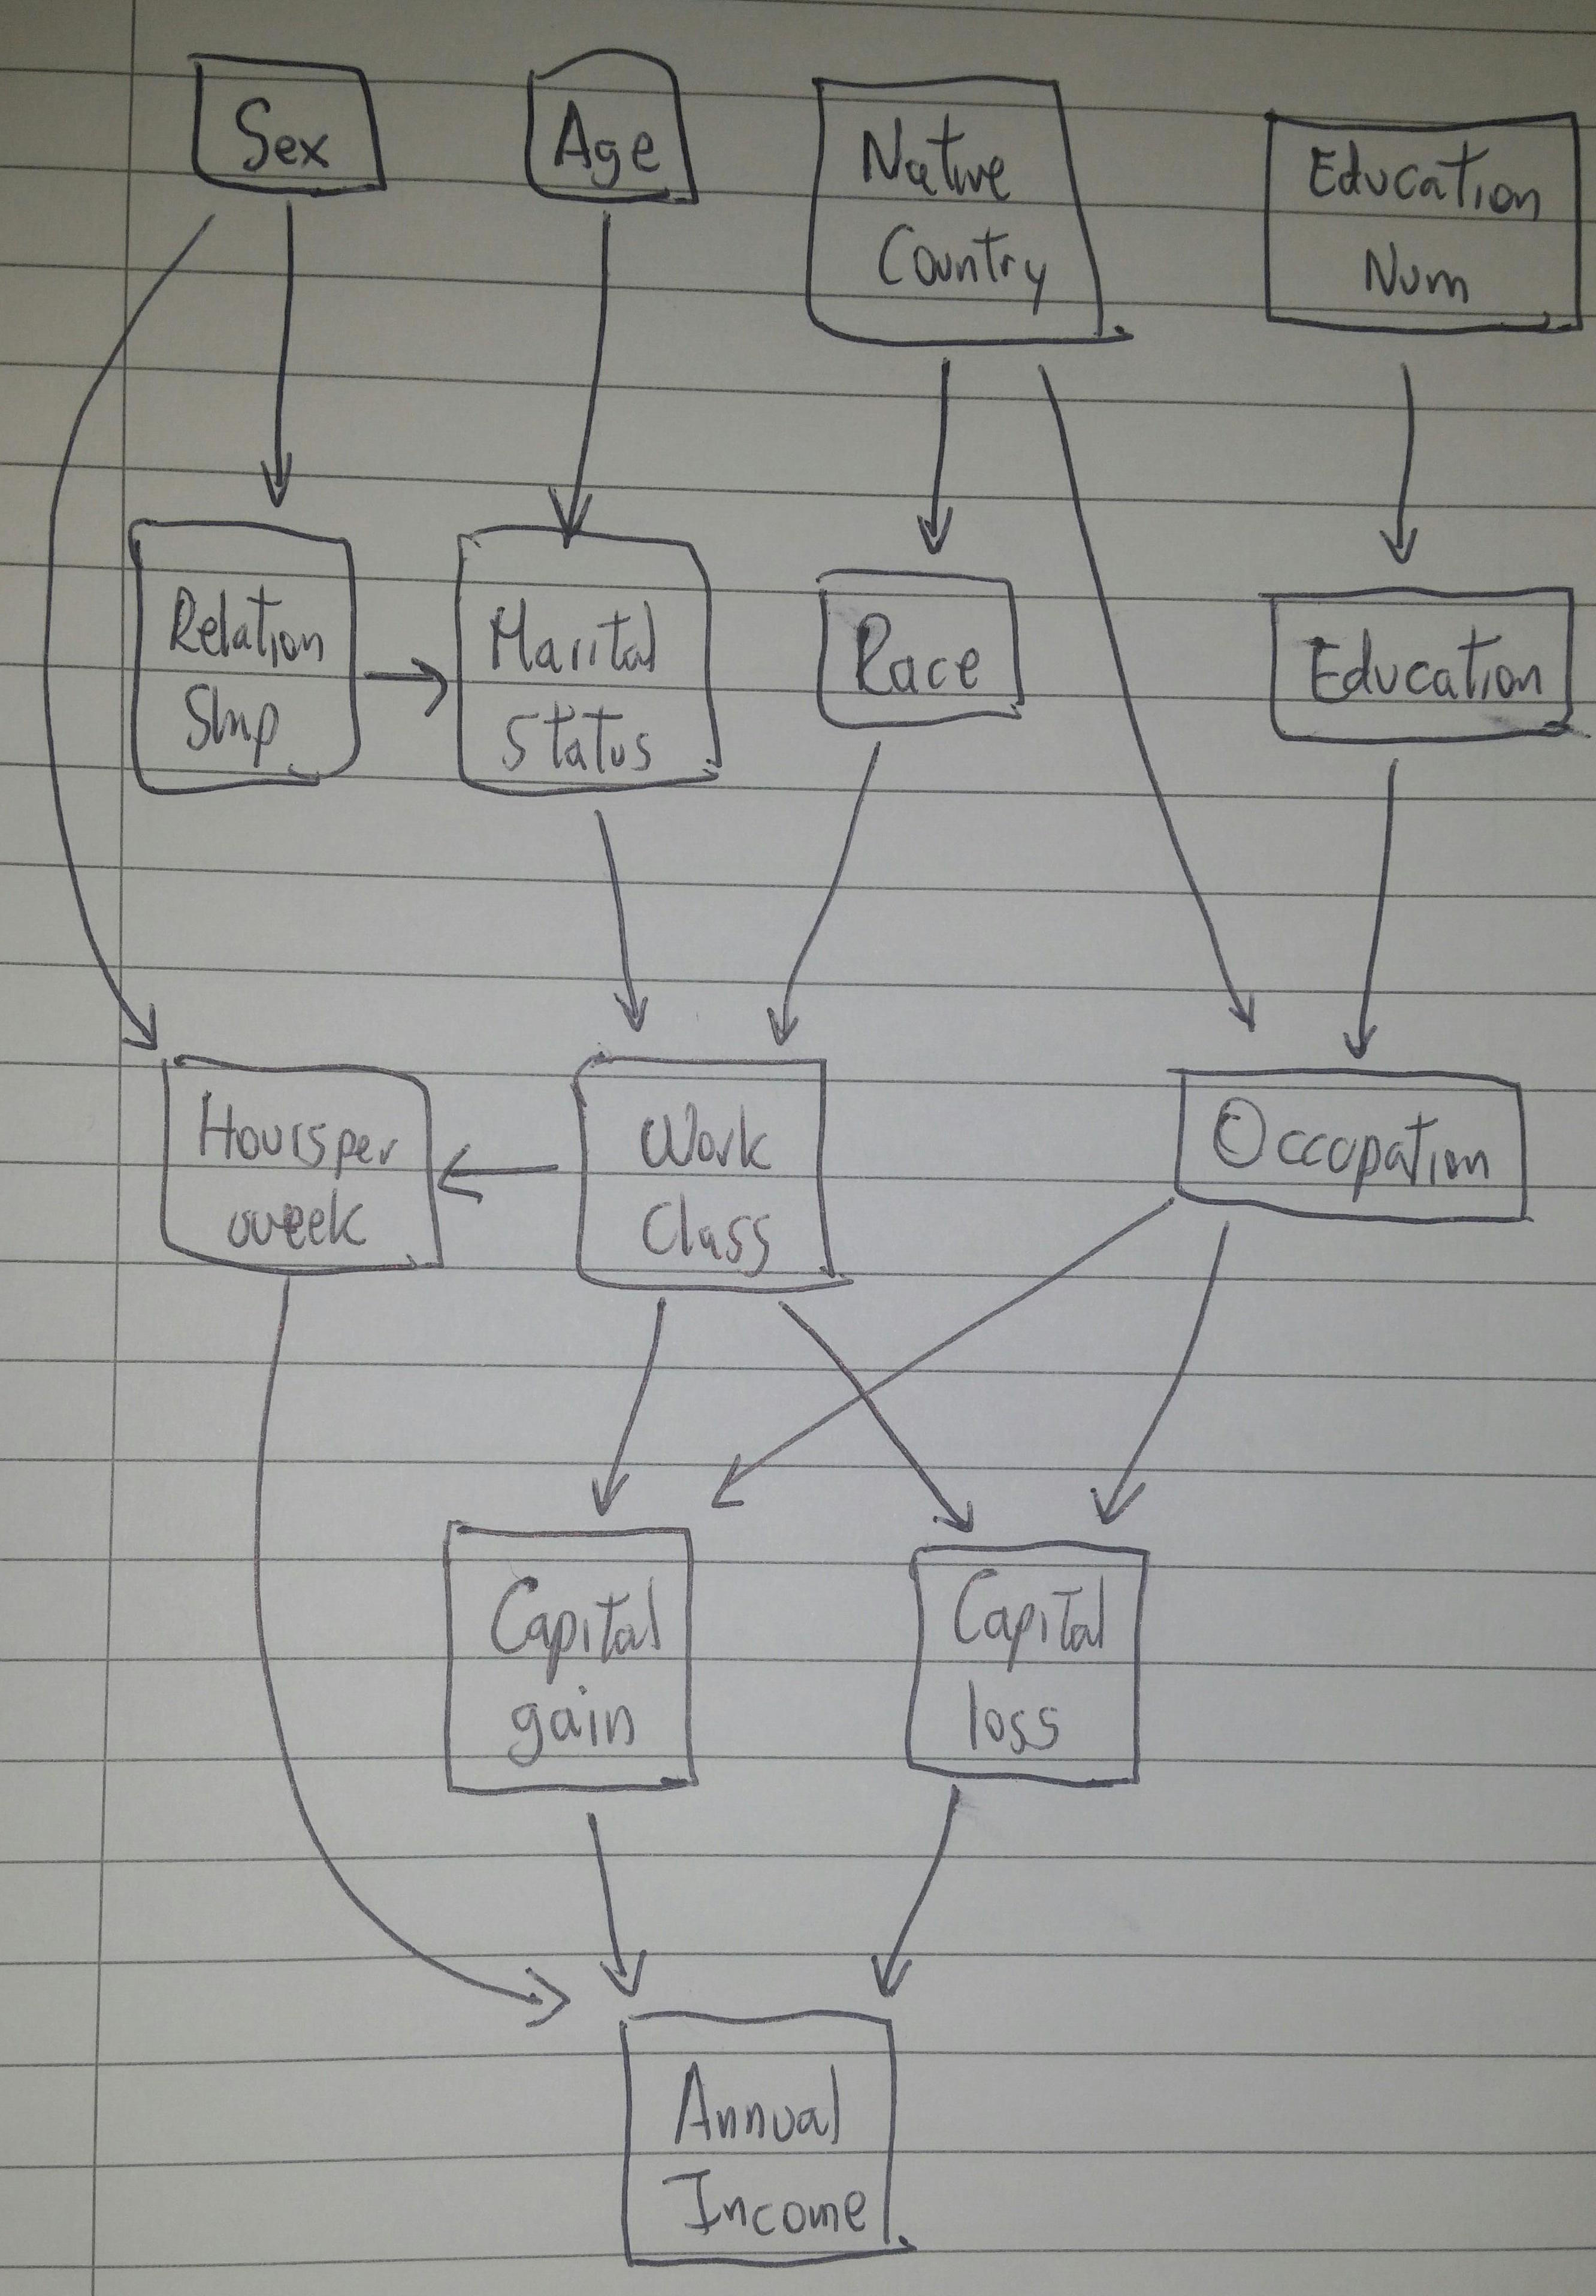 Sex
Age
Native
Country
Education
Num
Relation
Ship
Marital
Status
Race
Education
Hoursper
week
Work
Class
Occupation
Capital
gain
Capital
loss
Annual
Income